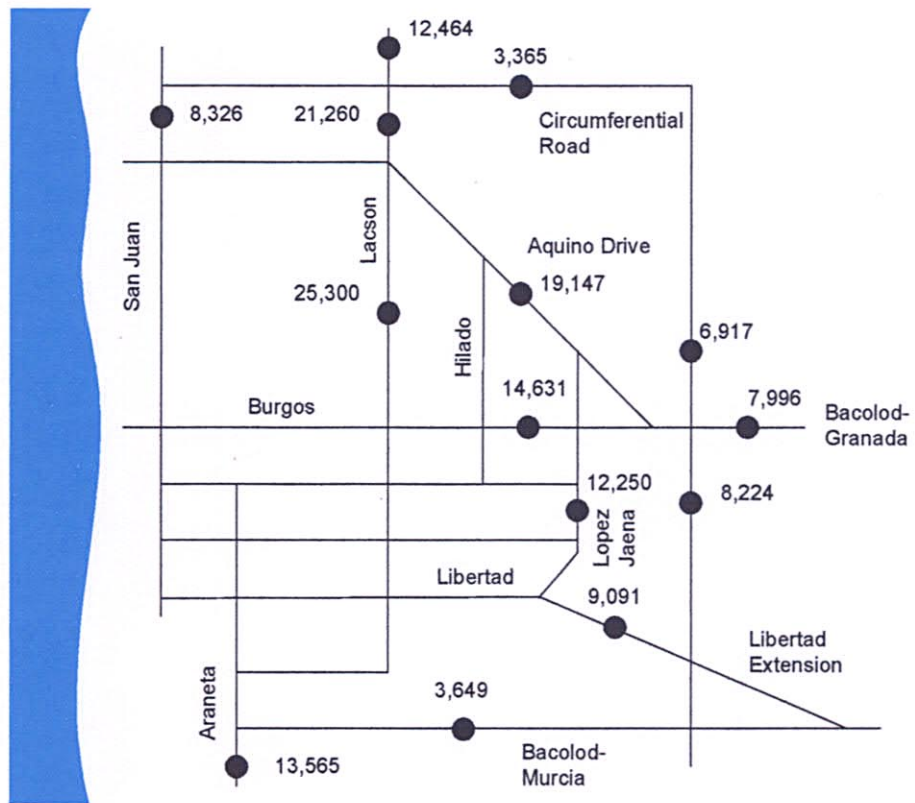 12,464
3,365
8,326
21,260
Circumferential
Road
San Juan
Lacson
Aquino Drive
19,147
25,300
Hilado
6,917
14,631
7,996
Burgos
Bacolod-
Granada
12,250
8,224
Lopez
Jaena
Libertad
9,091
Libertad
Extension
Araneta
3,649
13,565
Bacolod-
Murcia